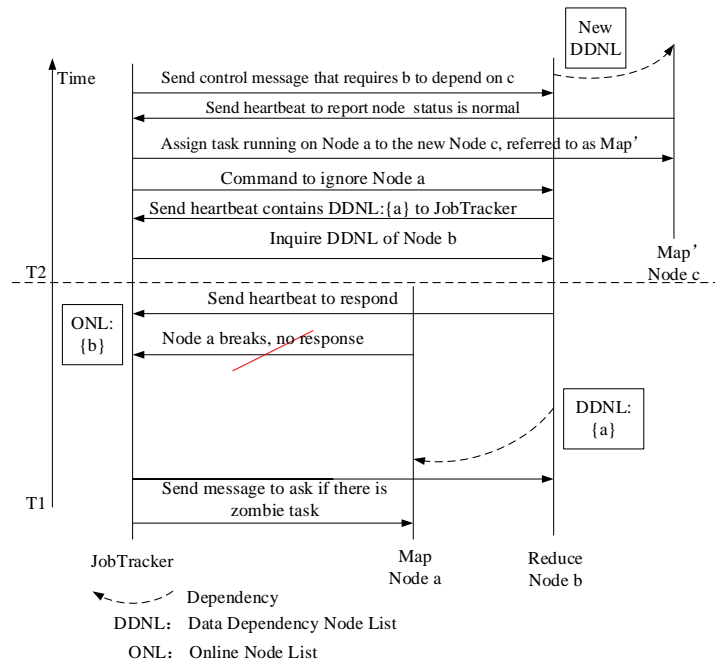 New
DDNL
Time
Send control message that requires b to depend on c
Send heartbeat to report node status is normal
Assign task running on Node a to the new Node c, referred to as Map’
Command to ignore Node a
Send heartbeat contains DDNL:{a} to JobTracker
Inquire DDNL of Node b
Map’
Node c
T2
Send heartbeat to respond
ONL:
{b}
Node a breaks, no response
DDNL:
{a}
Send message to ask if there is
zombie task
T1
JobTracker
Map
Node a
Reduce
Node b
Dependency
DDNL： Data Dependency Node List
ONL： Online Node List